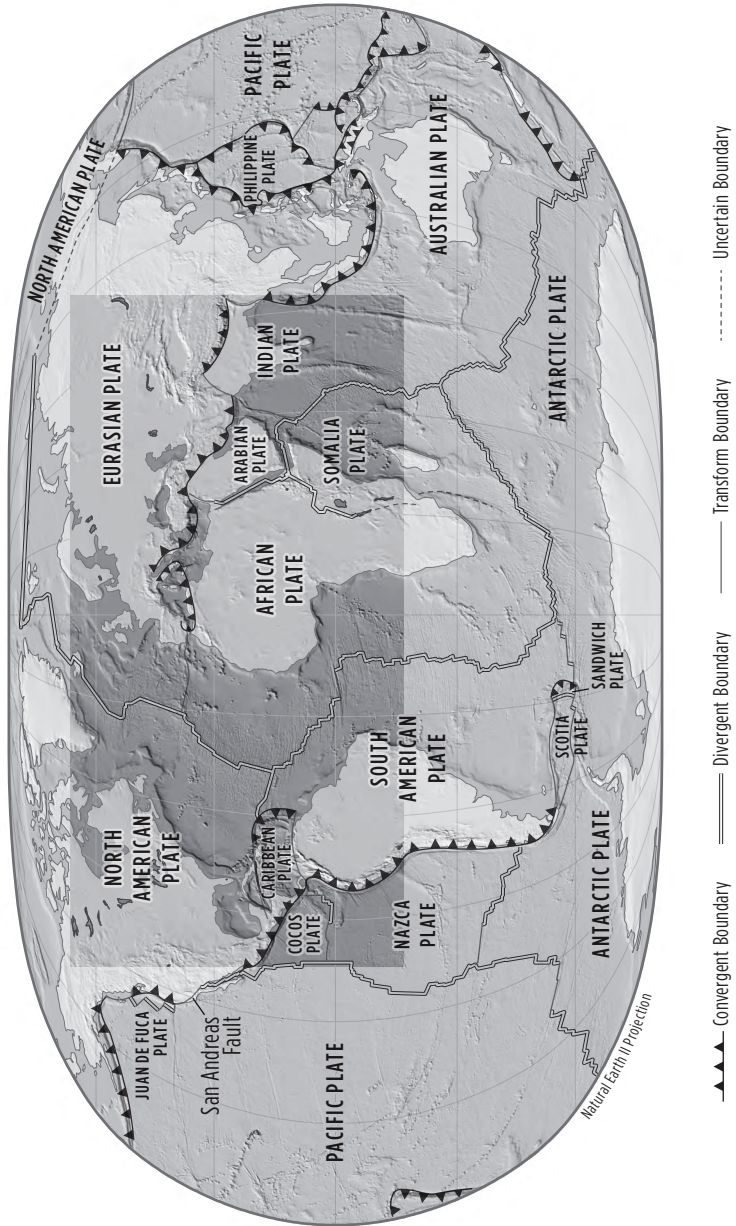 NORTH AMERICAN PLATE
EURASIAN PLATE
NORTH
AMERICAN
PLATE
JUAN DE FUCA
PLATE
San Andreas
Fault
CARIBBEAN
PLATE
COCOS
PLATE
PACIFIC PLATE
NAZCA
PLATE
SOUTH
AMERICAN
PLATE
AFRICAN
PLATE
ARABIAN
PLATE
SOMALIA
PLATE
INDIAN
PLATE
PHILIPPINE
PLATE
PACIFIC
PLATE
AUSTRALIAN PLATE
ANTARCTIC PLATE
SCOTIA
PLATE
SANDWICH
PLATE
ANTARCTIC PLATE
Natural Earth II Projection
Convergent Boundary
Divergent Boundary
Transform Boundary
Uncertain Boundary